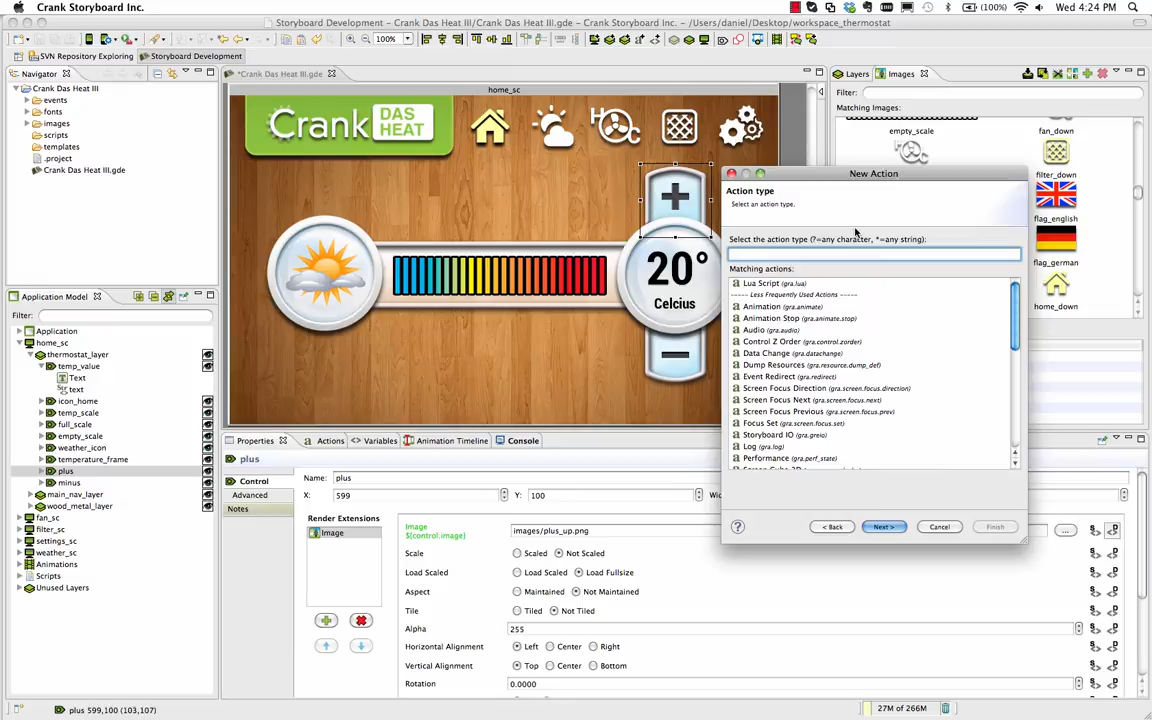 Crank Storyboard Inc.
(100%)
Wed 4:24 PM
Storyboard Development - Crank Das Heat III/Crank Das Heat III.gde - Crank Storyboard Inc. - /Users/daniel/Desktop/workspace_thermostat
100%
SVN Repository Exploring
Storyboard Development
Navigator
Crank Das Heat III
events
fonts
images
scripts
templates
.project
Crank Das Heat III.gde
Application Model
Filter:
Application
home_sc
thermostat_layer
temp_value
Text
text
icon_home
temp_scale
full_scale
empty_scale
weather_icon
temperature_frame
plus
minus
main_nav_layer
wood_metal_layer
fan_sc
filter_sc
settings_sc
weather_sc
Animations
Scripts
Unused Layers
*Crank Das Heat III.gde
home_sc
Crank DAS HEAT
H C
20°
Celcius
Layers
Images
Filter:
Matching Images:
empty_scale
fan_down
filter_down
flag_english
flag_german
home_down
New Action
Action type
Select an action type.
Select the action type (?=any character, *=any string):
Matching actions:
Lua Script (gra.lua)
----- Less Frequently Used Actions -----
Animation (gra.animate)
Animation Stop (gra.animate.stop)
Audio (gra.audio)
Control Z Order (gra.control.zorder)
Data Change (gra.datachange)
Dump Resources (gra.resource.dump_def)
Event Redirect (gra.redirect)
Screen Focus Direction (gra.screen.focus.direction)
Screen Focus Next (gra.screen.focus.next)
Screen Focus Previous (gra.screen.focus.prev)
Focus Set (gra.screen.focus.set)
Storyboard IO (gra.greio)
Log (gra.log)
Performance (gra.perf_state)
? < Back Next > Cancel Finish
Properties
Actions
Variables
Animation Timeline
Console
plus
Control
Advanced
Notes
Name: plus
X: 599 Y: 100
Render Extensions
Image
Image
${control.image}
images/plus_up.png
...
Scale Scaled Not Scaled
Load Scaled Load Scaled Load Fullsize
Aspect Maintained Not Maintained
Tile Tiled Not Tiled
Alpha 255
Horizontal Alignment Left Center Right
Vertical Alignment Top Center Bottom
Rotation 0.0000
plus 599,100 (103,107)
27M of 266M